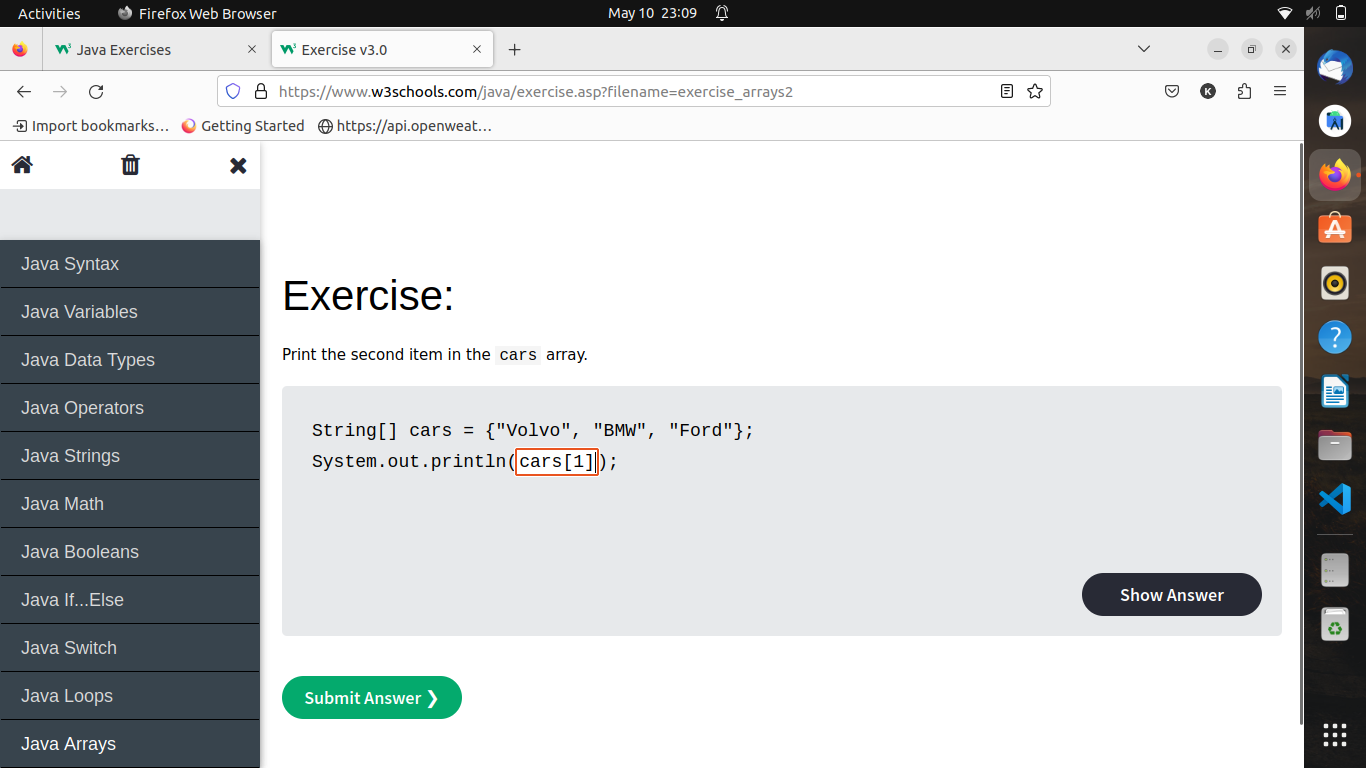 Activities
Firefox Web Browser
May 10 23:09
Java Exercises
Exercise v3.0
https://www.w3schools.com/java/exercise.asp?filename=exercise_arrays2
K
Import bookmarks…
Getting Started
https://api.openweat…
Java Syntax
Java Variables
Java Data Types
Java Operators
Java Strings
Java Math
Java Booleans
Java If...Else
Java Switch
Java Loops
Java Arrays
Exercise:
Print the second item in the cars array.
String[] cars = {"Volvo", "BMW", "Ford"};
System.out.println(cars[1]);
Show Answer
Submit Answer ❯